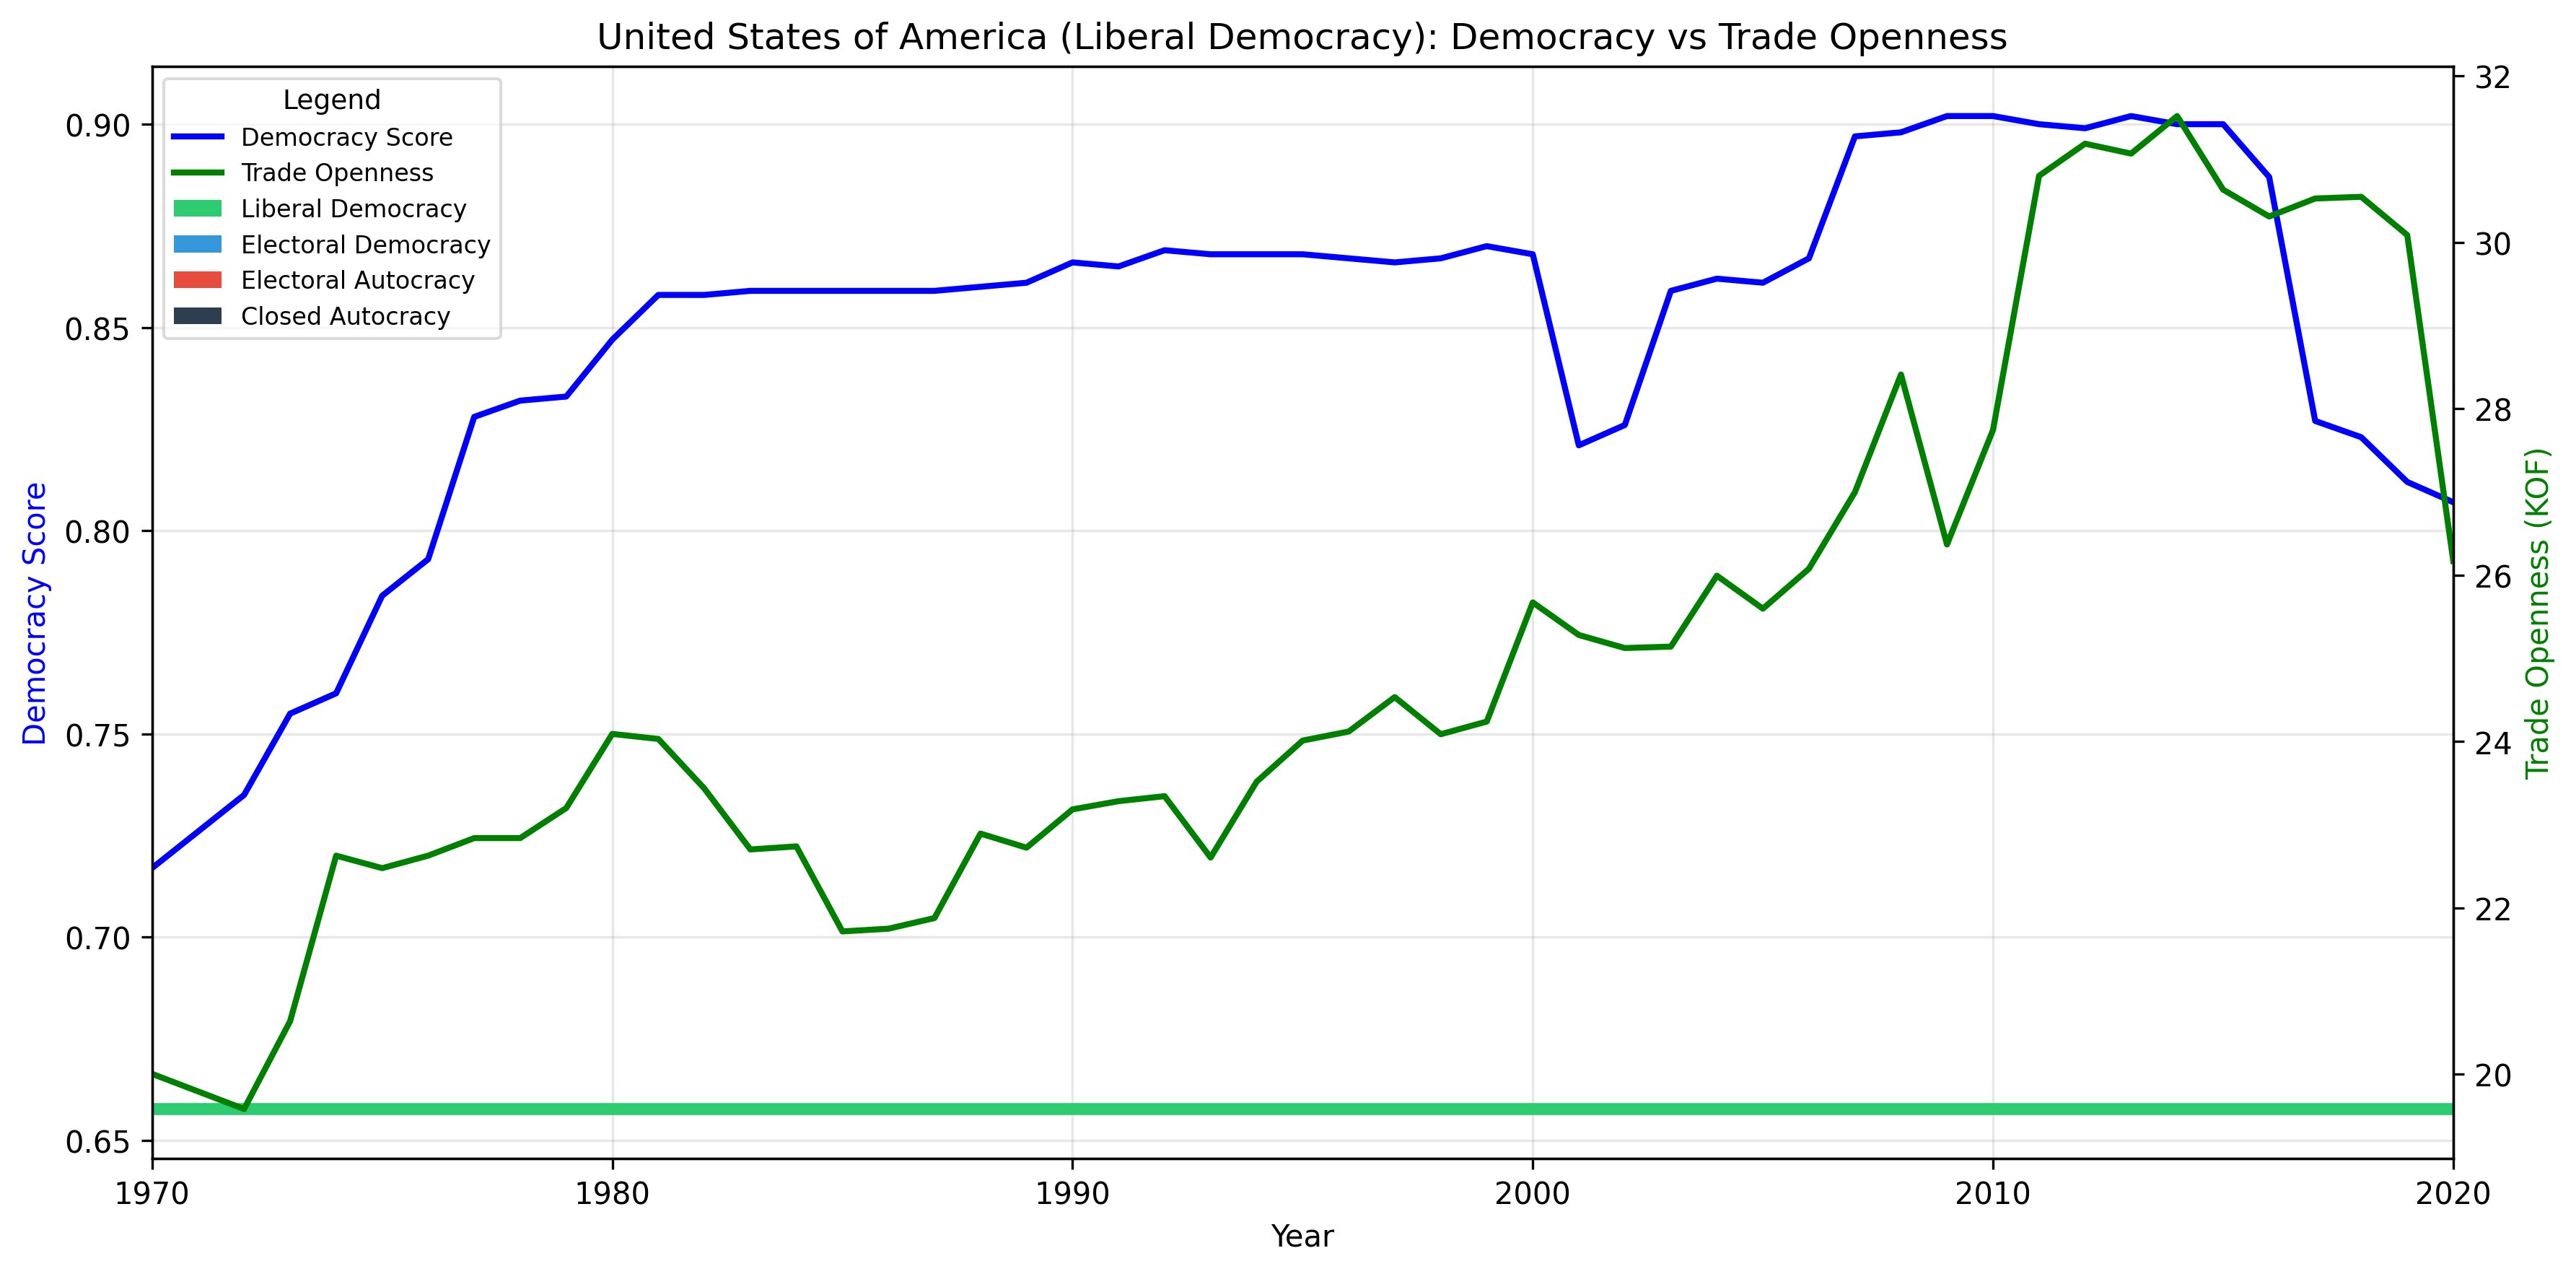 United States of America (Liberal Democracy): Democracy vs Trade Openness
Legend
Democracy Score
Trade Openness
Liberal Democracy
Electoral Democracy
Electoral Autocracy
Closed Autocracy
Democracy Score
0.90
0.85
0.80
0.75
0.70
0.65
32
30
28
26
24
22
20
Trade Openness (KOF)
1970
1980
1990
2000
2010
2020
Year